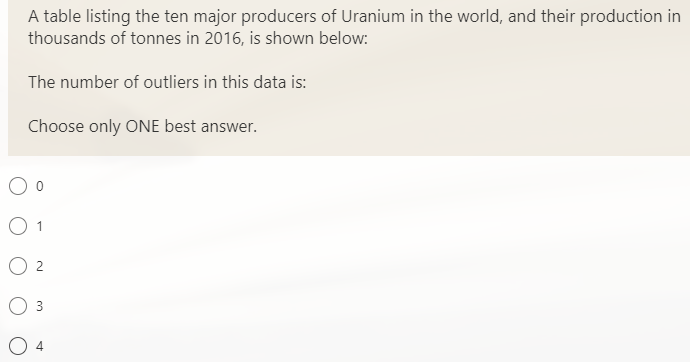 A table listing the ten major producers of Uranium in the world, and their production in
thousands of tonnes in 2016, is shown below:
The number of outliers in this data is:
Choose only ONE best answer.
0
1
2
3
4